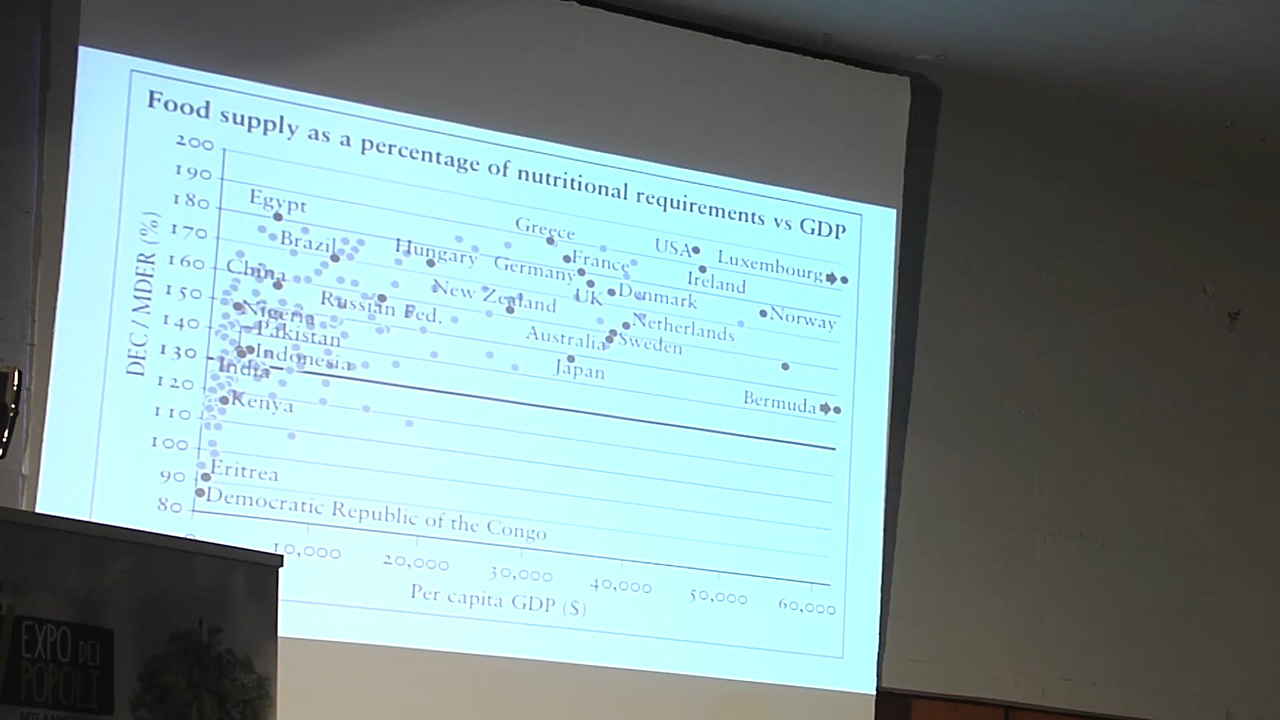 Food supply as a percentage of nutritional requirements vs GDP
200
190
180
170
160
150
140
130
120
110
100
90
80
DEC / MDER (%)
Egypt
Greece
USA
Luxembourg
Brazil
Hungary
Germany
France
Ireland
China
Russian Fed.
New Zealand
UK
Denmark
Norway
Nigeria
Pakistan
Australia
Netherlands
Sweden
Indonesia
Japan
India
Bermuda
Kenya
Eritrea
Democratic Republic of the Congo
10,000
20,000
30,000
40,000
50,000
60,000
Per capita GDP ($)
EXPO DEI
POPOLI